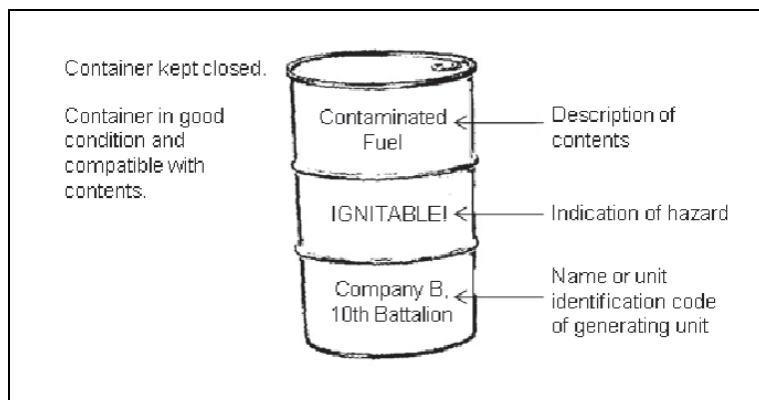 Container kept closed.
Container in good
condition and
compatible with
contents.
Contaminated
Fuel
IGNITABLE!
Company B,
10th Battalion
Description of
contents
Indication of hazard
Name or unit
identification code
of generating unit